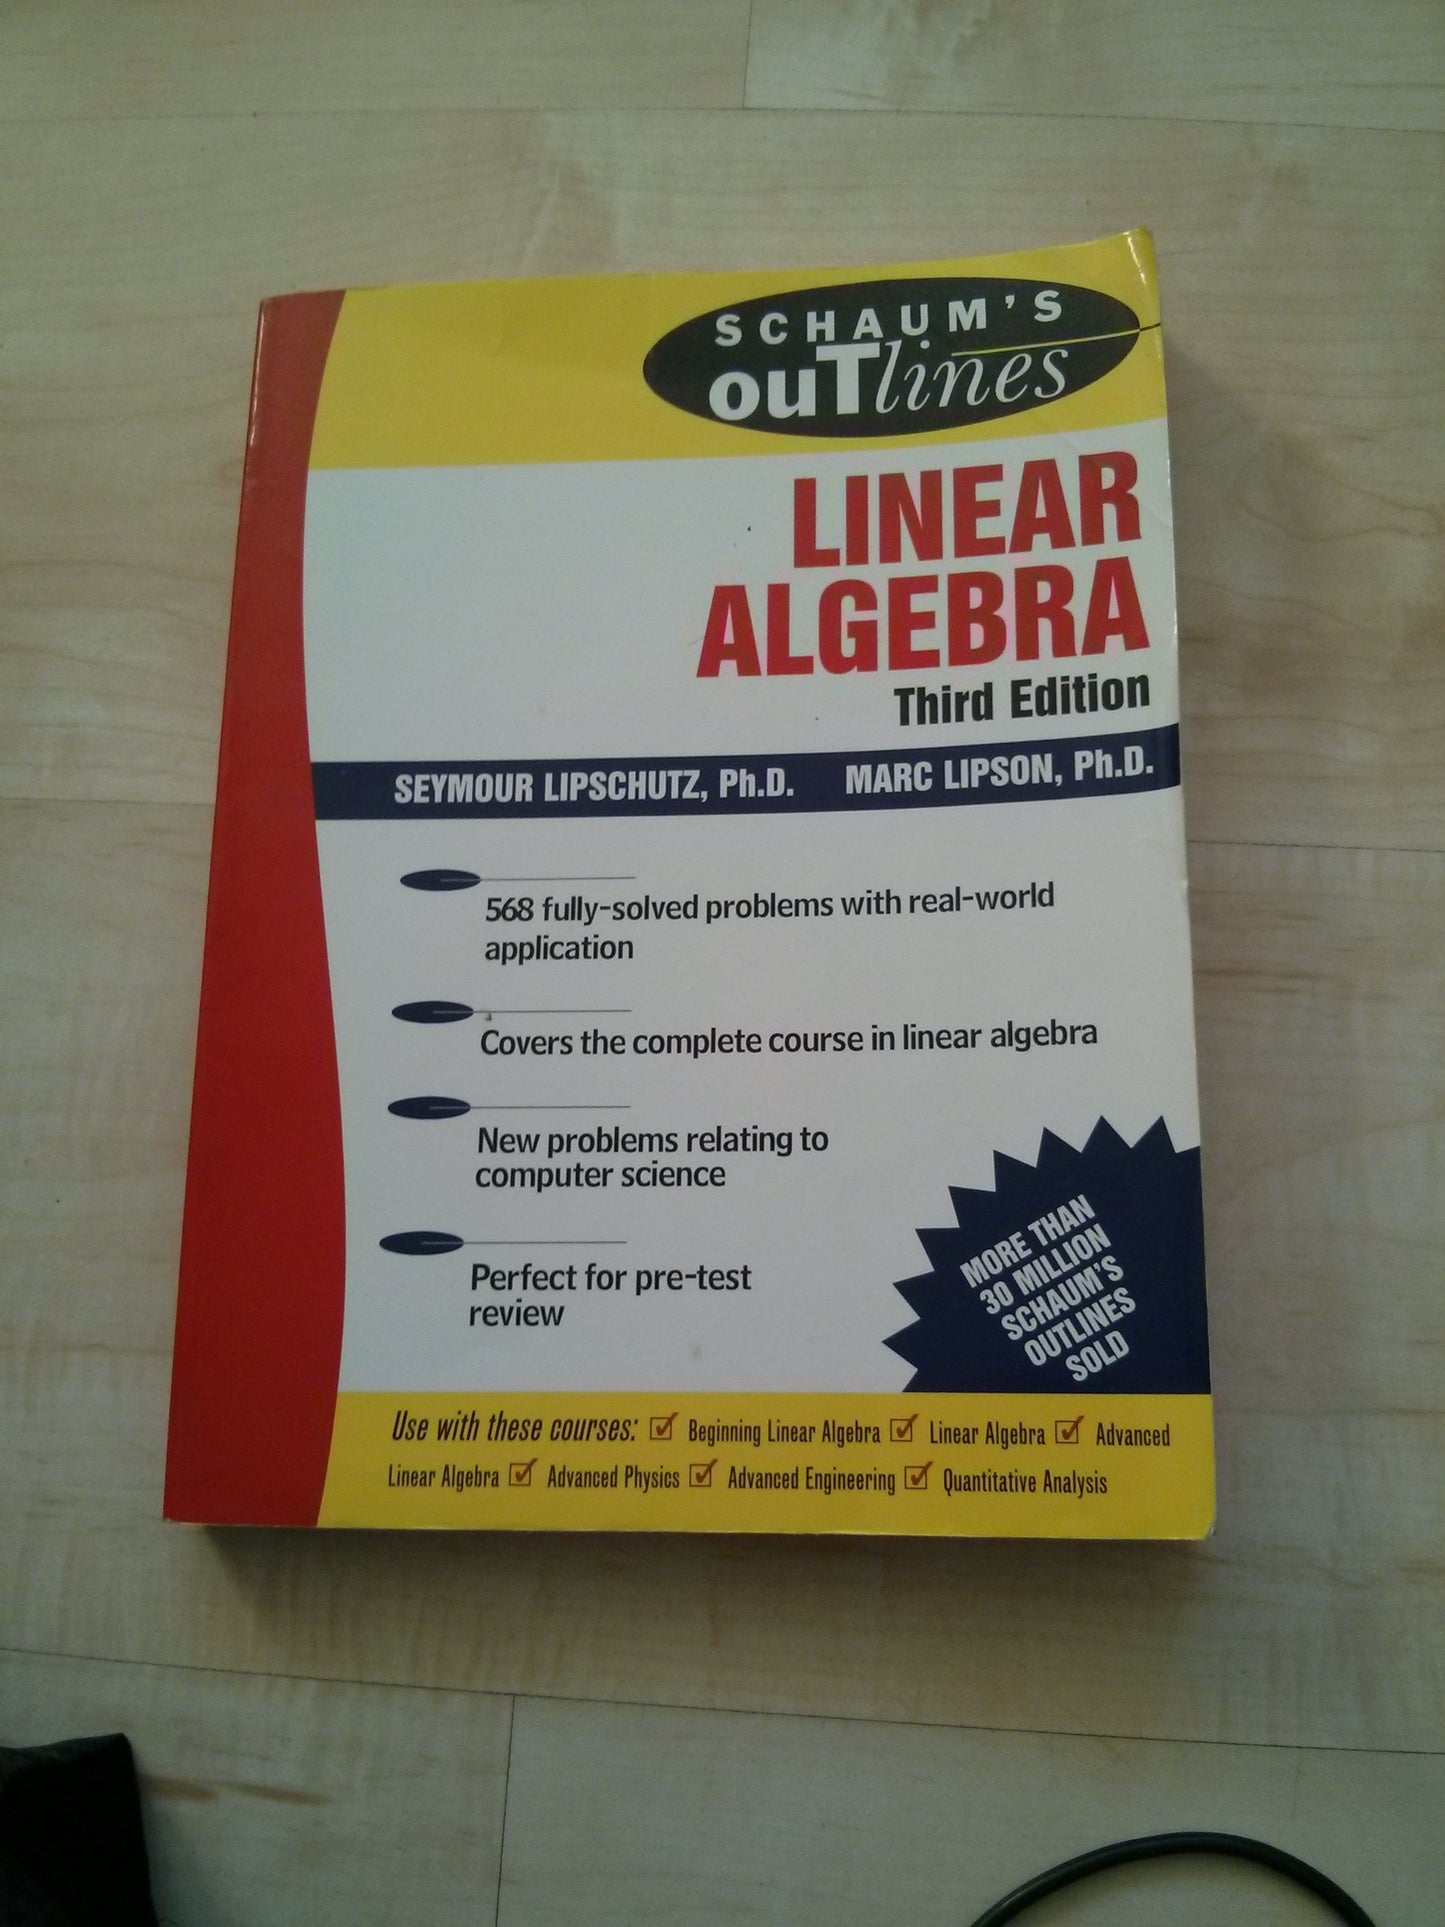 SCHAUM'S
ouTlines
LINEAR
ALGEBRA
Third Edition
SEYMOUR LIPSCHUTZ, Ph.D. MARC LIPSON, Ph.D.
568 fully-solved problems with real-world
application
Covers the complete course in linear algebra
New problems relating to
computer science
Perfect for pre-test
review
MORE THAN
30 MILLION
SCHAUM'S
OUTLINES
SOLD
Use with these courses: Beginning Linear Algebra Linear Algebra Advanced
Linear Algebra Advanced Physics Advanced Engineering Quantitative Analysis